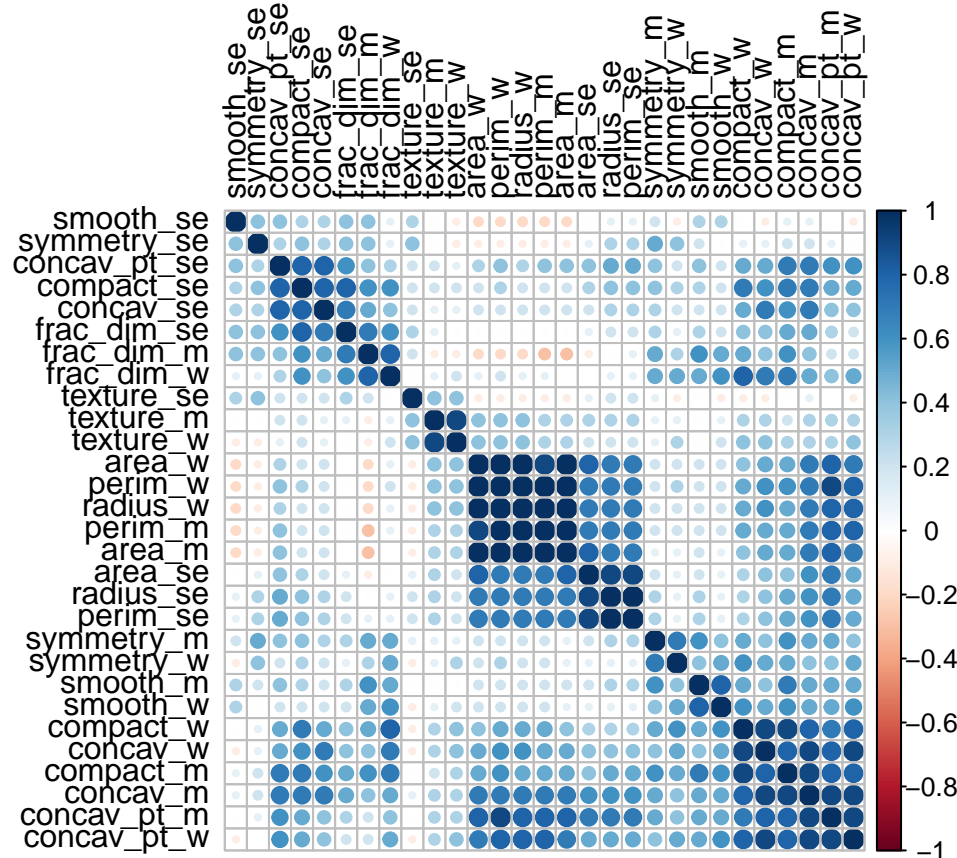 smooth_se
symmetry_se
concav_pt_se
compact_se
concav_se
frac_dim_se
frac_dim_m
frac_dim_w
texture_se
texture_m
texture_w
area_w
perim_w
radius_w
perim_m
area_m
area_se
radius_se
perim_se
symmetry_m
symmetry_w
smooth_m
smooth_w
compact_w
concav_w
compact_m
concav_m
concav_pt_m
concav_pt_w
smooth_se
symmetry_se
concav_pt_se
compact_se
concav_se
frac_dim_se
frac_dim_m
frac_dim_w
texture_se
texture_m
texture_w
area_w
perim_w
radius_w
perim_m
area_m
area_se
radius_se
perim_se
symmetry_m
symmetry_w
smooth_m
smooth_w
compact_w
concav_w
compact_m
concav_m
concav_pt_m
concav_pt_w
1
0.8
0.6
0.4
0.2
0
−0.2
−0.4
−0.6
−0.8
−1